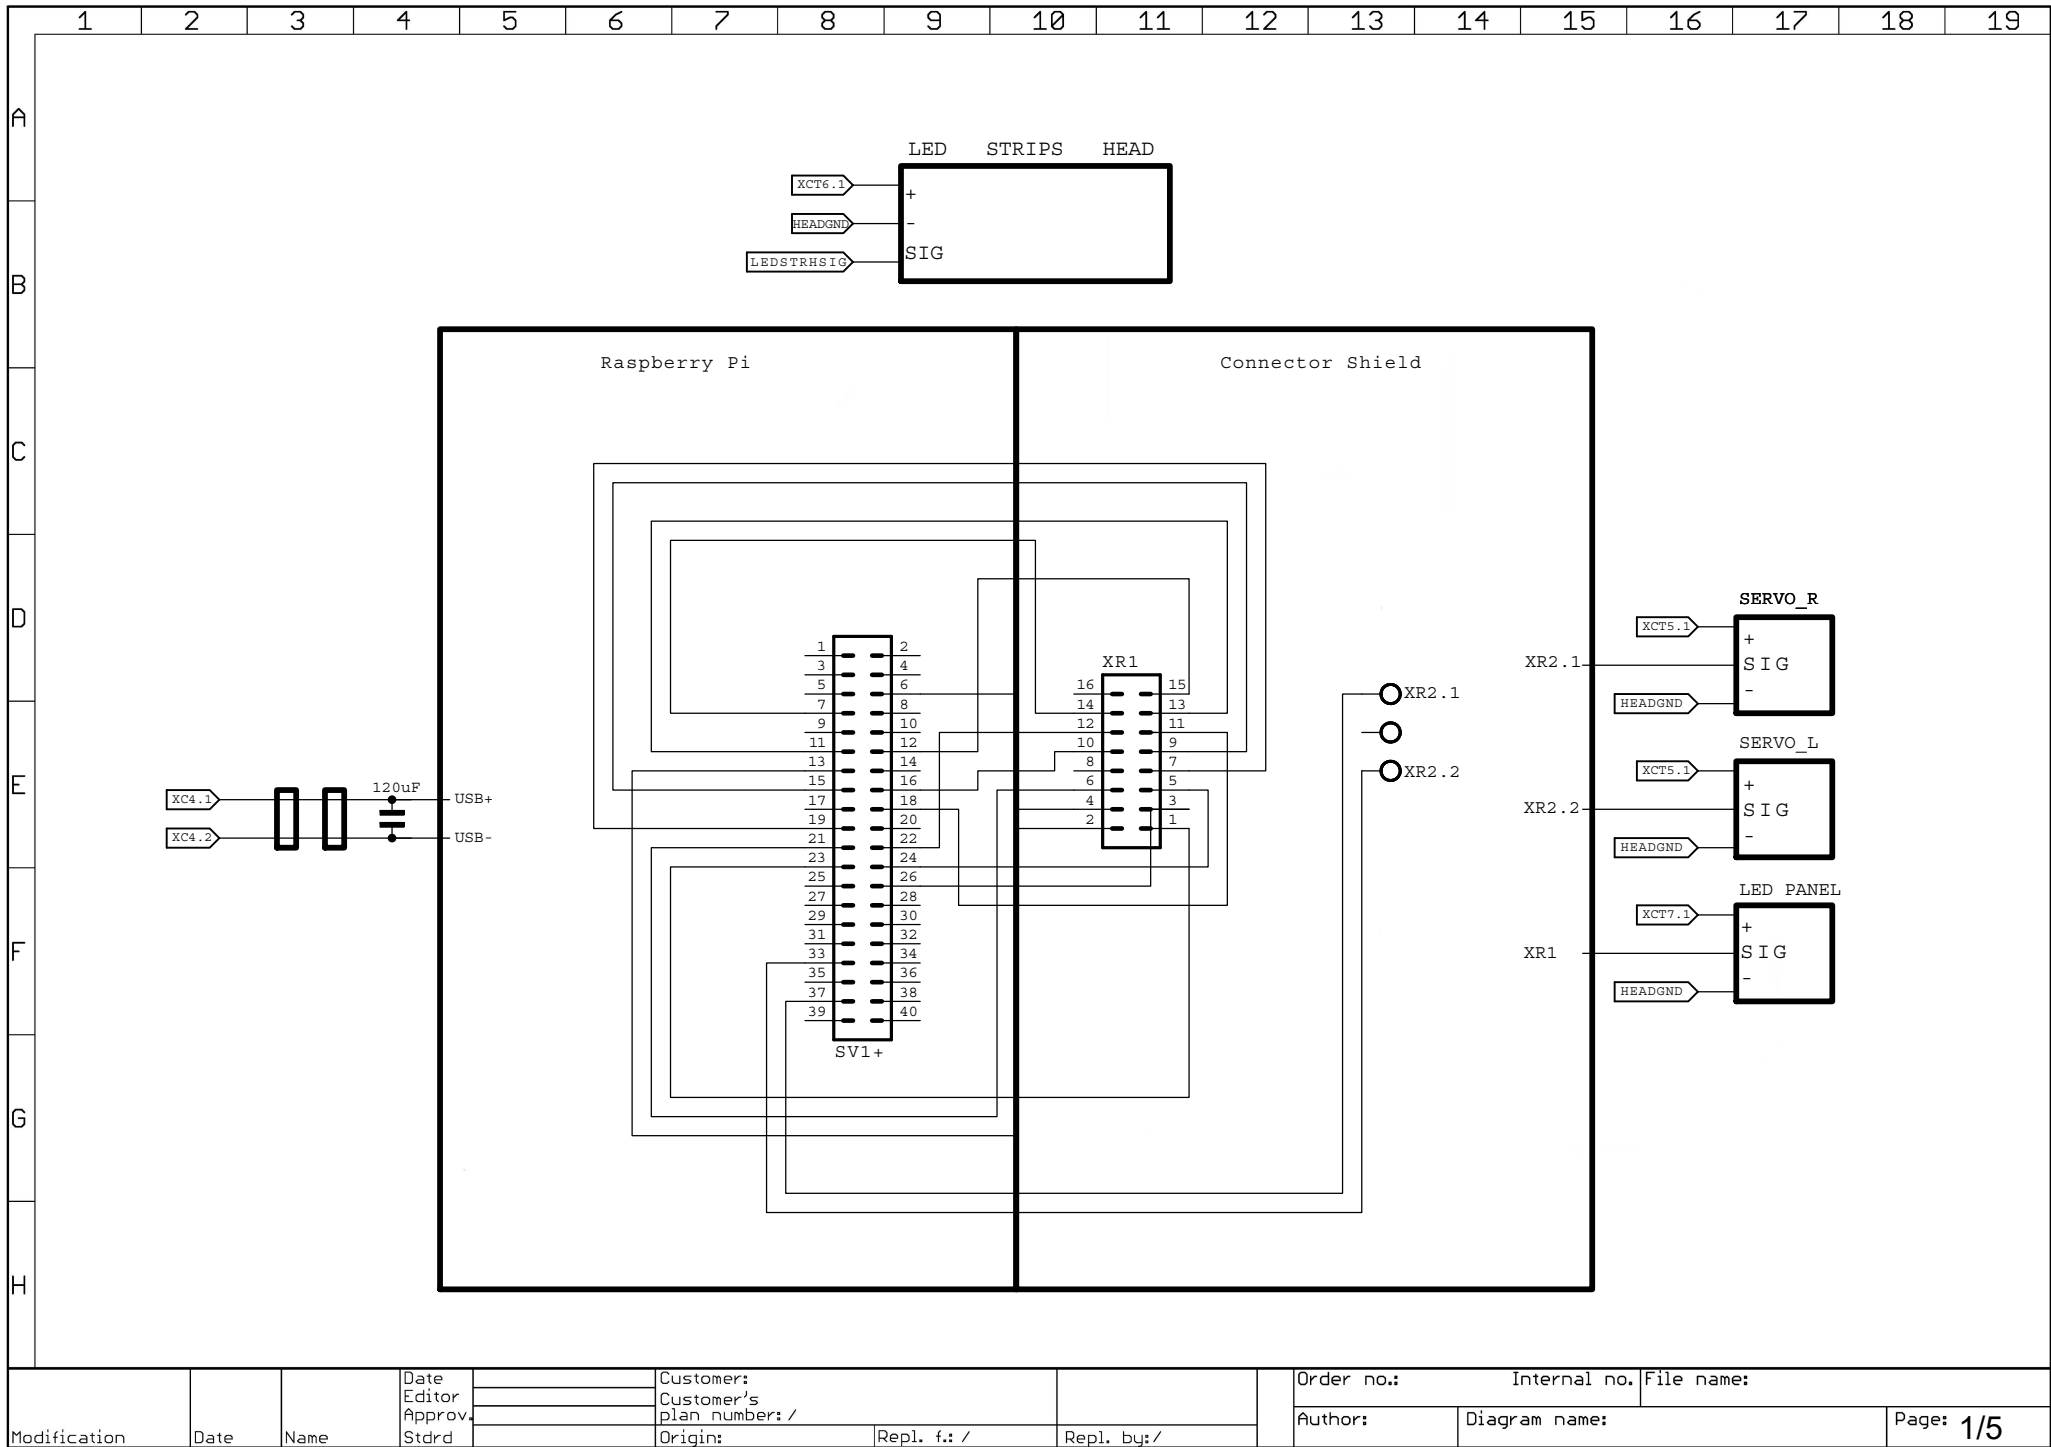 1 2 3 4 5 6 7 8 9 10 11 12 13 14 15 16 17 18 19
A
B
C
D
E
F
G
H
LED STRIPS HEAD
XCT6.1
+
HEADGND
-
LEDSTRHSIG
SIG
Raspberry Pi
Connector Shield
XC4.1
XC4.2
120uF
USB+
USB-
1 2
3 4
5 6
7 8
9 10
11 12
13 14
15 16
17 18
19 20
21 22
23 24
25 26
27 28
29 30
31 32
33 34
35 36
37 38
39 40
SV1+
XR1
16 15
14 13
12 11
10 9
8 7
6 5
4 3
2 1
XR2.1
XR2.2
XR2.1
XR2.2
XR1
SERVO_R
XCT5.1
+
SIG
-
HEADGND
SERVO_L
XCT5.1
+
SIG
-
HEADGND
LED PANEL
XCT7.1
+
SIG
-
HEADGND
Modification
Date
Name
Date
Editor
Approv.
Stdrd
Customer:
Customer's
plan number: /
Origin:
Repl. f.: /
Repl. by: /
Order no.:
Internal no.
File name:
Author:
Diagram name:
Page: 1/5